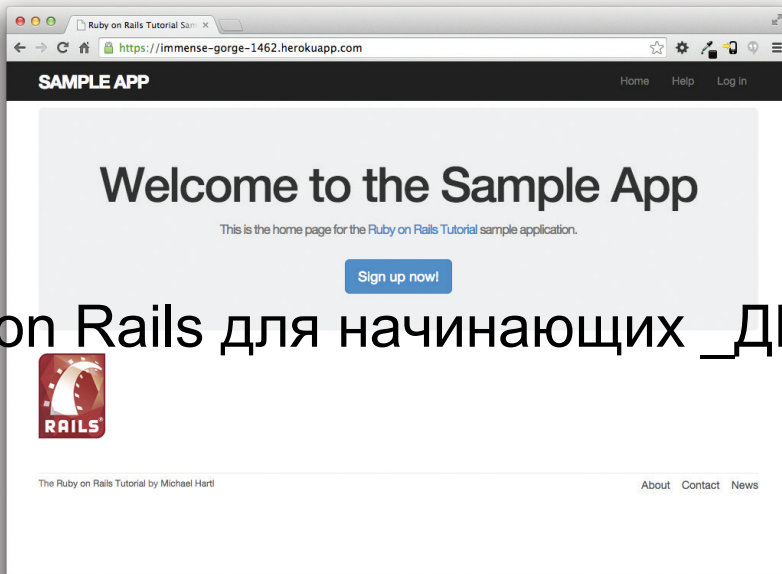 Ruby on Rails Tutorial Sam
https://immense-gorge-1462.herokuapp.com
SAMPLE APP
Home Help Log in
Welcome to the Sample App
This is the home page for the Ruby on Rails Tutorial sample application.
Sign up now!
on Rails для начинающих
RAILS
The Ruby on Rails Tutorial by Michael Hartl
About Contact News